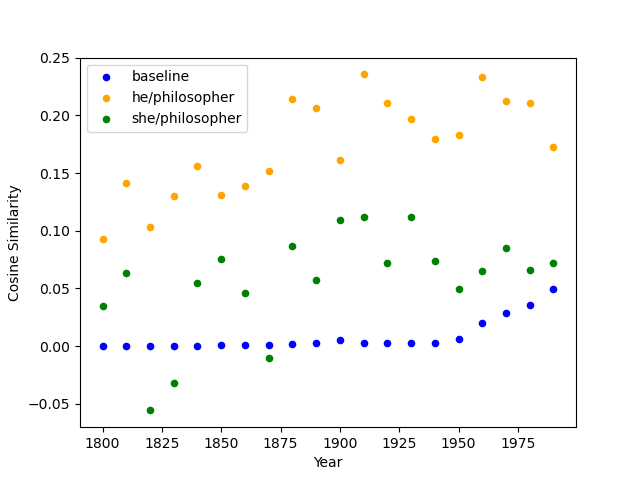 baseline
he/philosopher
she/philosopher
0.25
0.20
0.15
0.10
0.05
0.00
−0.05
Cosine Similarity
1800 1825 1850 1875 1900 1925 1950 1975
Year